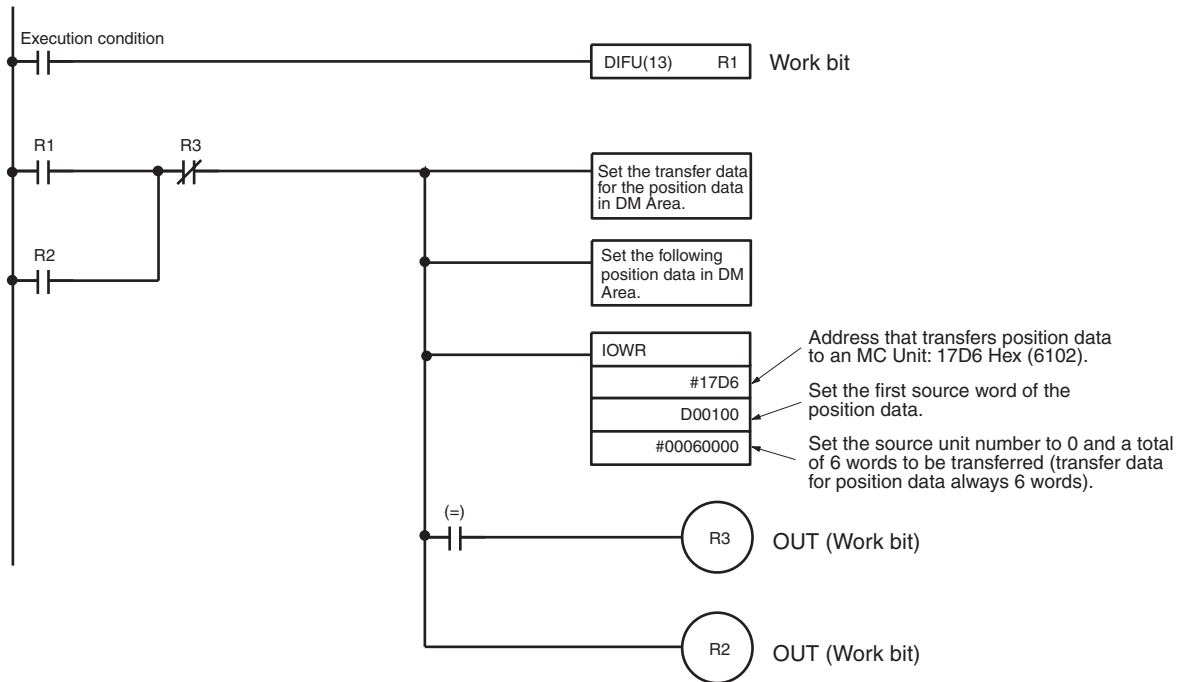 Execution condition
DIFU(13) R1
Work bit
R1
R3
Set the transfer data
for the position data
in DM Area.
R2
Set the following
position data in DM
Area.
IOWR
#17D6
D00100
#00060000
Address that transfers position data
to an MC Unit: 17D6 Hex (6102).
Set the first source word of the
position data.
Set the source unit number to 0 and a total
of 6 words to be transferred (transfer data
for position data always 6 words).
(=)
R3
OUT (Work bit)
R2
OUT (Work bit)